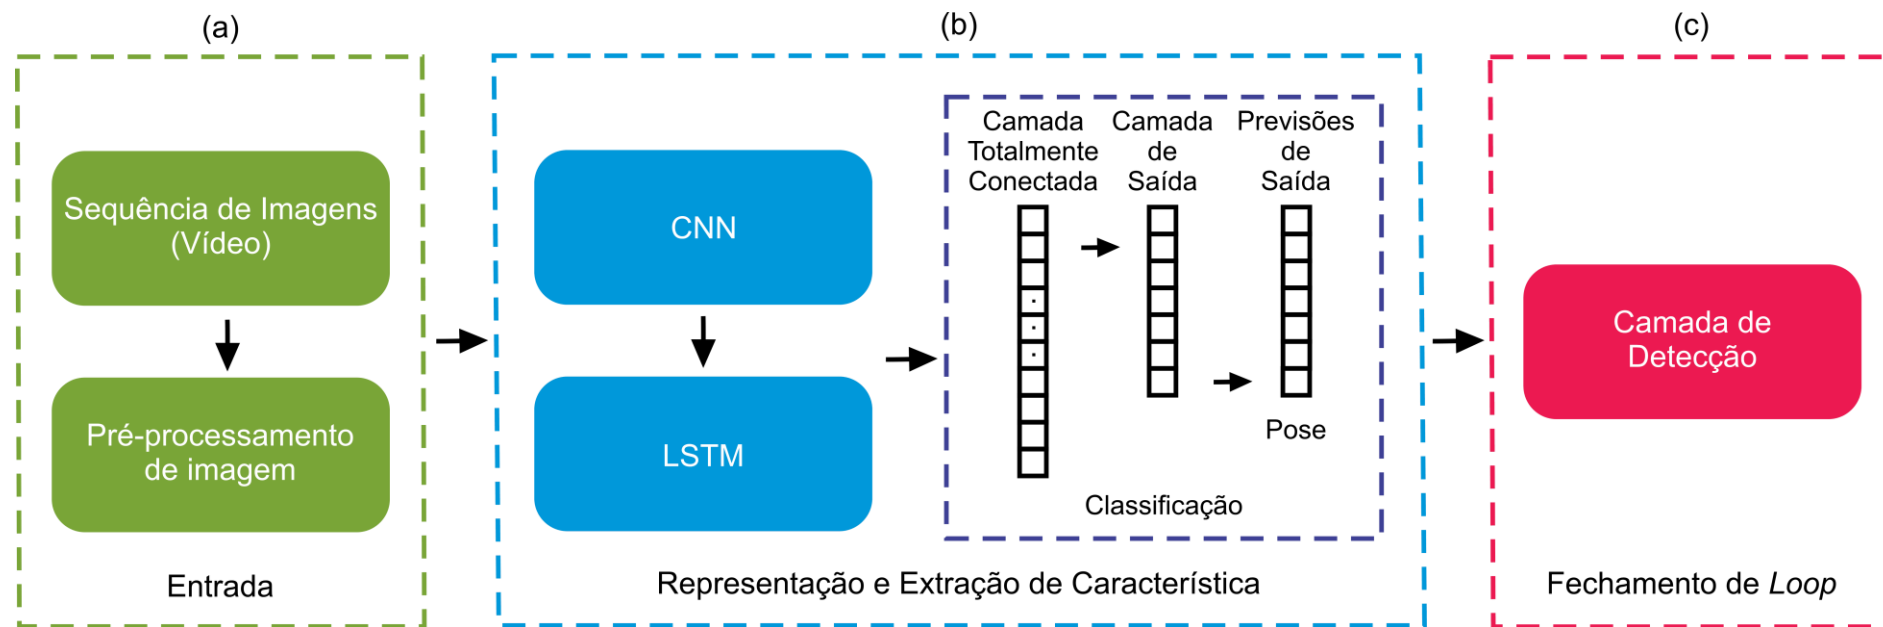 (a)
Sequência de Imagens
(Vídeo)
Pré-processamento
de imagem
Entrada
(b)
CNN
LSTM
Camada
Totalmente
Conectada
Camada
de
Saída
Previsões
de
Saída
Pose
Classificação
Representação e Extração de Característica
(c)
Camada de
Detecção
Fechamento de Loop